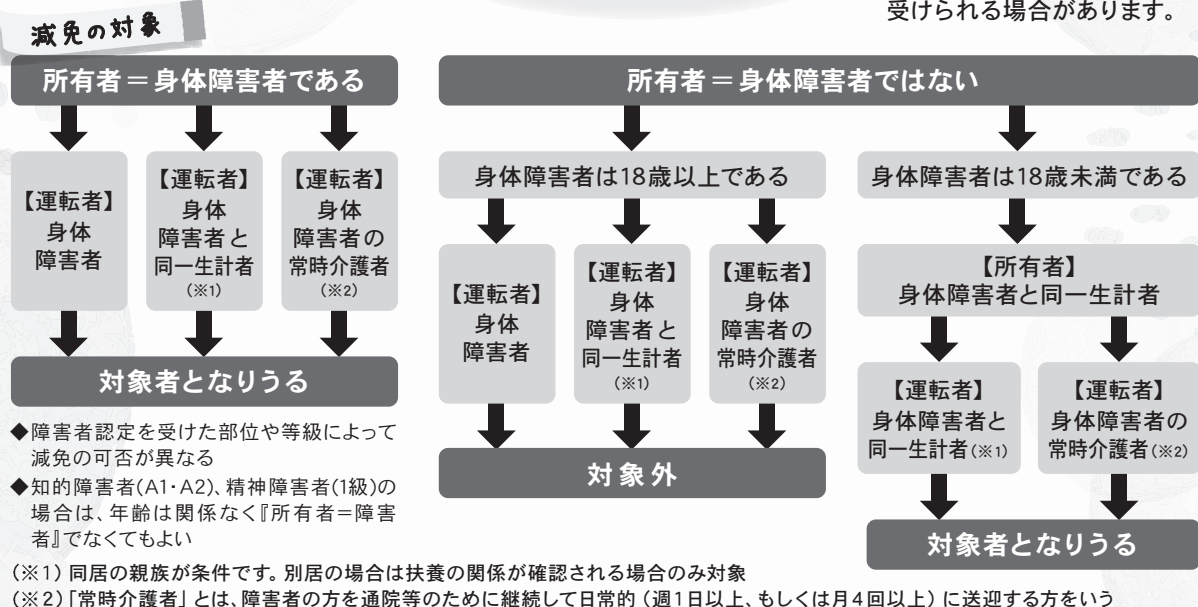 受けられる場合があります。
減免の対象
所有者＝身体障害者である
【運転者】
身体
障害者
【運転者】
身体
障害者と
同一生計者
(※1)
【運転者】
身体
障害者の
常時介護者
(※2)
対象者となりうる
◆障害者認定を受けた部位や等級によって
減免の可否が異なる
◆知的障害者(A1・A2)、精神障害者(1級)の
場合は、年齢は関係なく『所有者＝障害
者』でなくてもよい
所有者＝身体障害者ではない
身体障害者は18歳以上である
【運転者】
身体
障害者
【運転者】
身体
障害者と
同一生計者
(※1)
【運転者】
身体
障害者の
常時介護者
(※2)
対象外
身体障害者は18歳未満である
【所有者】
身体障害者と同一生計者
【運転者】
身体障害者と
同一生計者(※1)
【運転者】
身体障害者の
常時介護者(※2)
対象者となりうる
(※1) 同居の親族が条件です。別居の場合は扶養の関係が確認される場合のみ対象
(※2)「常時介護者」とは、障害者の方を通院等のために継続して日常的（週1日以上、もしくは月4回以上）に送迎する方をいう